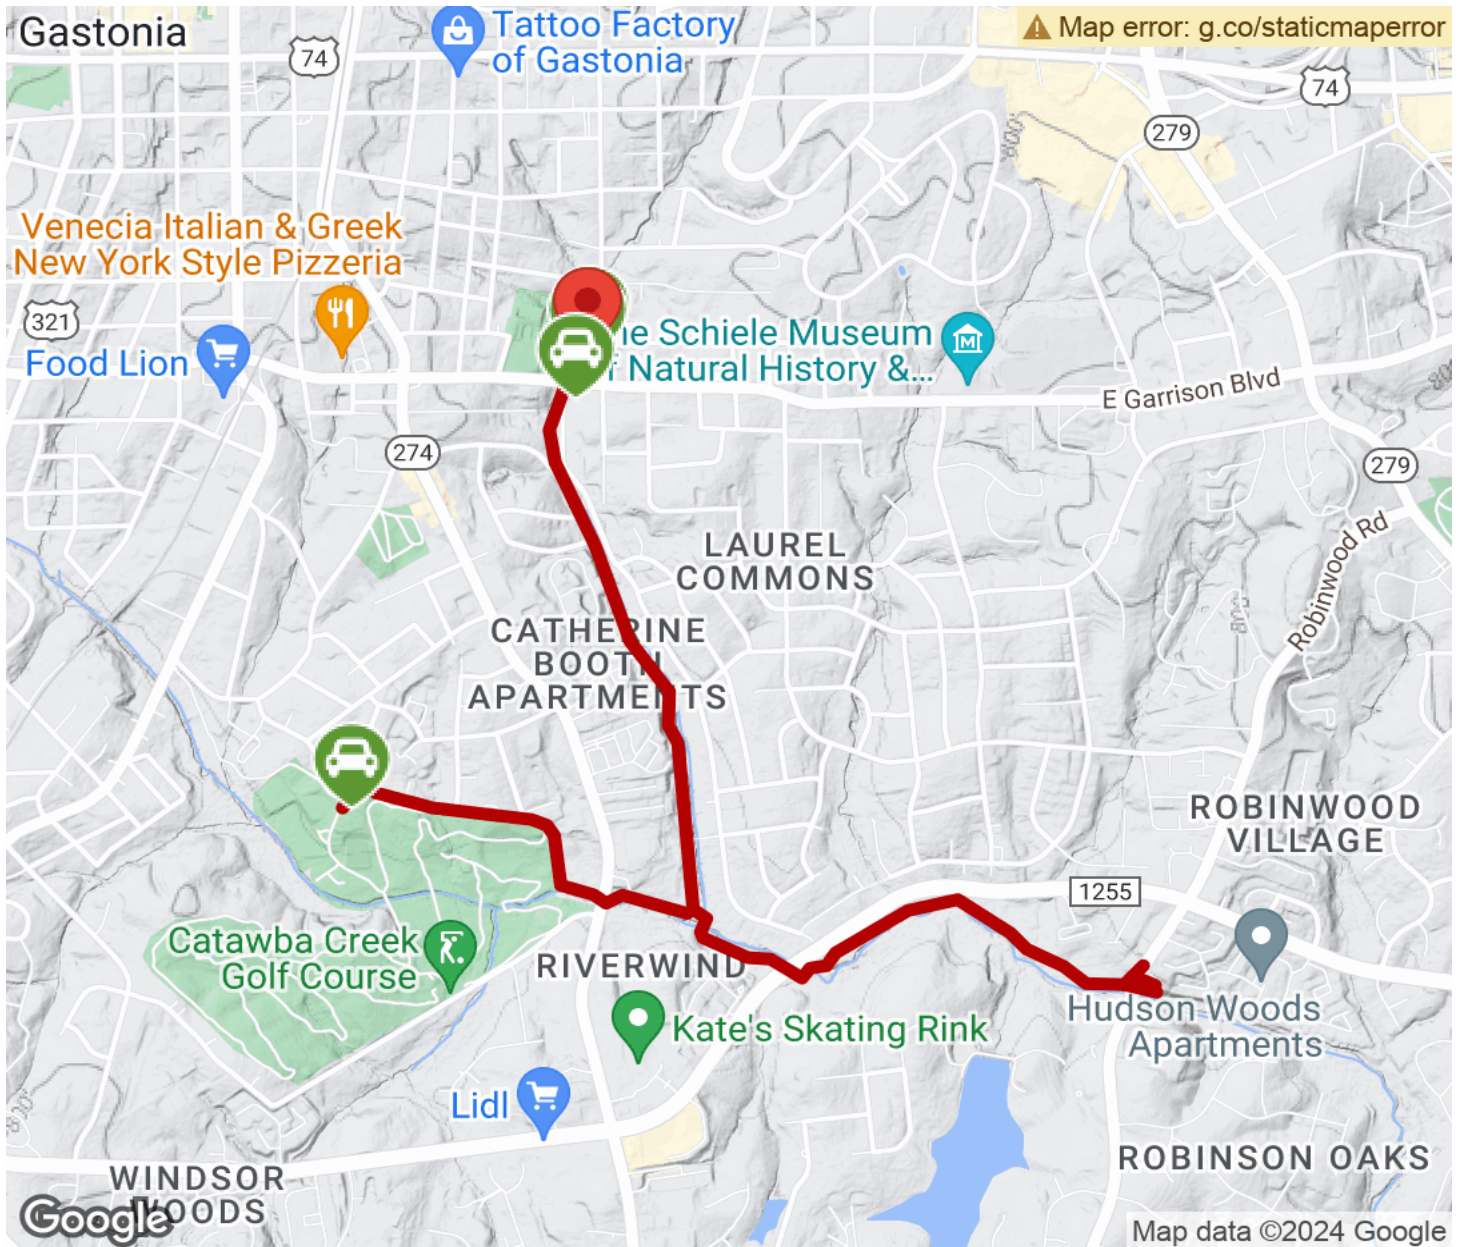 Gastonia
74
Tattoo Factory
of Gastonia
Map error: g.co/staticmaperror
74
279
Venecia Italian & Greek
New York Style Pizzeria
321
Food Lion
he Schiele Museum
f Natural History &...
E Garrison Blvd
274
279
Robinwood Rd
LAUREL
COMMONS
CATHERINE
BOOTH
APARTMENTS
ROBINWOOD
VILLAGE
1255
Catawba Creek
Golf Course
RIVERWIND
Kate's Skating Rink
Hudson Woods
Apartments
Lidl
ROBINSON OAKS
WINDSOR
WOODS
Google
Map data ©2024 Google